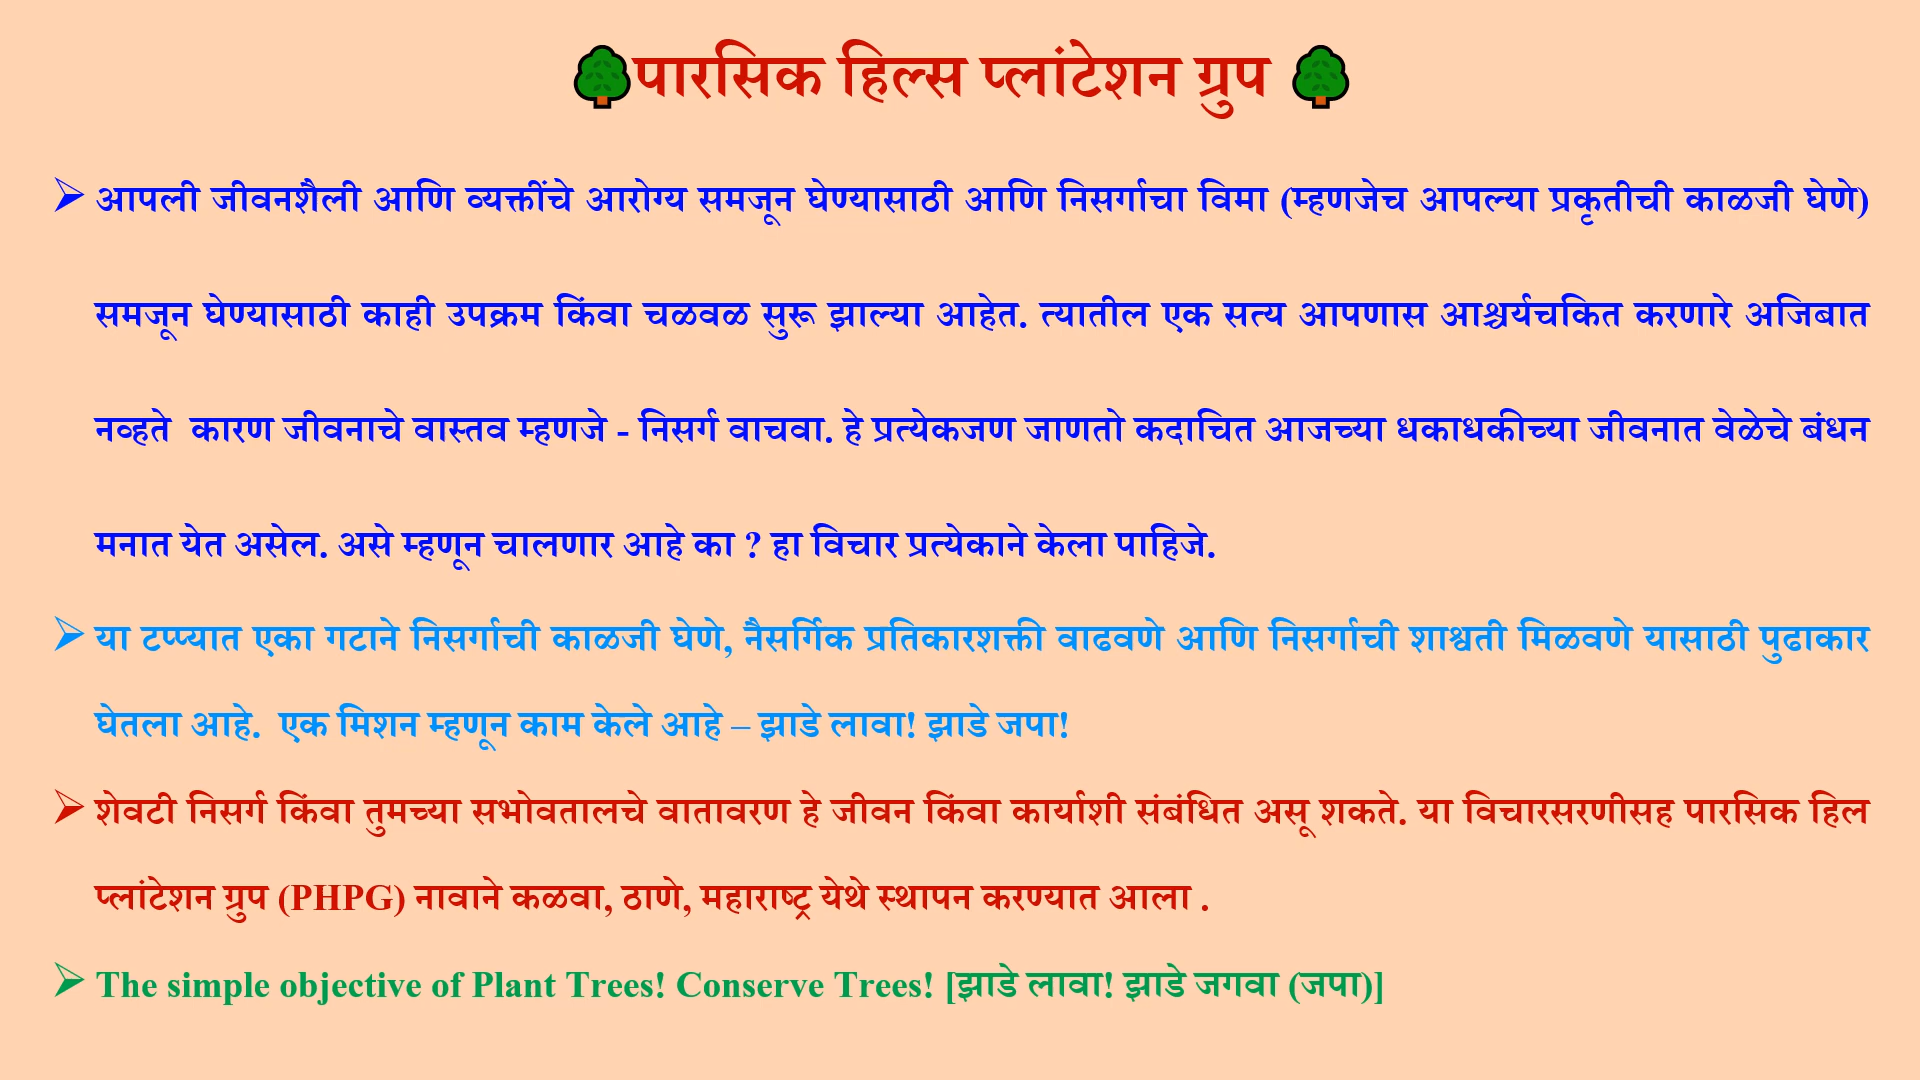 पारसिक हिल्स प्लांटेशन ग्रुप
आपली जीवनशैली आणि व्यक्तींचे आरोग्य समजून घेण्यासाठी आणि निसर्गाचा विमा (म्हणजेच आपल्या प्रकृतीची काळजी घेणे)
समजून घेण्यासाठी काही उपक्रम किंवा चळवळ सुरू झाल्या आहेत. त्यातील एक सत्य आपणास आश्चर्यचकित करणारे अजिबात
नव्हते कारण जीवनाचे वास्तव म्हणजे - निसर्ग वाचवा. हे प्रत्येकजण जाणतो कदाचित आजच्या धकाधकीच्या जीवनात वेळेचे बंधन
मनात येत असेल. असे म्हणून चालणार आहे का ? हा विचार प्रत्येकाने केला पाहिजे.
या टप्प्यात एका गटाने निसर्गाची काळजी घेणे, नैसर्गिक प्रतिकारशक्ती वाढवणे आणि निसर्गाची शाश्वती मिळवणे यासाठी पुढाकार
घेतला आहे. एक मिशन म्हणून काम केले आहे – झाडे लावा! झाडे जपा!
शेवटी निसर्ग किंवा तुमच्या सभोवतालचे वातावरण हे जीवन किंवा कार्याशी संबंधित असू शकते. या विचारसरणीसह पारसिक हिल
प्लांटेशन ग्रुप (PHPG) नावाने कळवा, ठाणे, महाराष्ट्र येथे स्थापन करण्यात आला .
The simple objective of Plant Trees! Conserve Trees! [झाडे लावा! झाडे जगवा (जपा)]